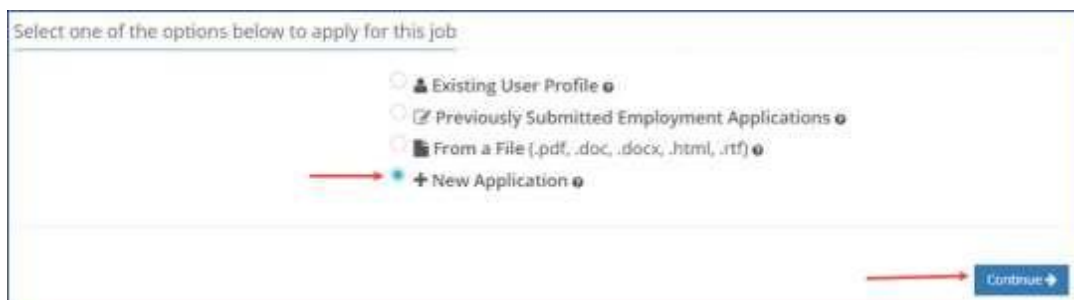 Select one of the options below to apply for this job
Existing User Profile
Previously Submitted Employment Applications
From a File (.pdf, .doc, .docx, .html, .rtf)
New Application
Continue